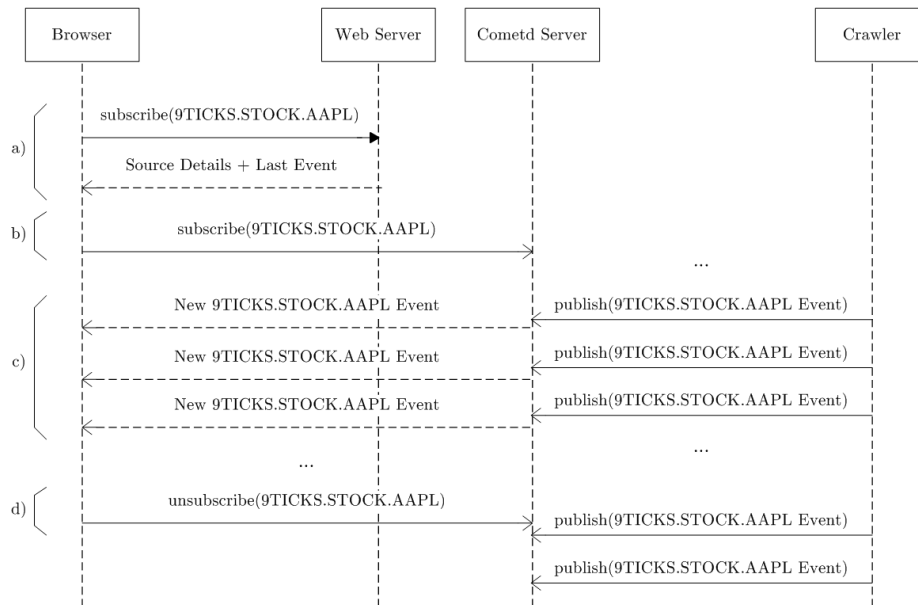 Browser
Web Server
Cometd Server
Crawler
a)
subscribe(9TICKS.STOCK.AAPL)
Source Details + Last Event
b)
subscribe(9TICKS.STOCK.AAPL)
...
c)
New 9TICKS.STOCK.AAPL Event
publish(9TICKS.STOCK.AAPL Event)
New 9TICKS.STOCK.AAPL Event
publish(9TICKS.STOCK.AAPL Event)
New 9TICKS.STOCK.AAPL Event
publish(9TICKS.STOCK.AAPL Event)
...
...
d)
unsubscribe(9TICKS.STOCK.AAPL)
publish(9TICKS.STOCK.AAPL Event)
publish(9TICKS.STOCK.AAPL Event)